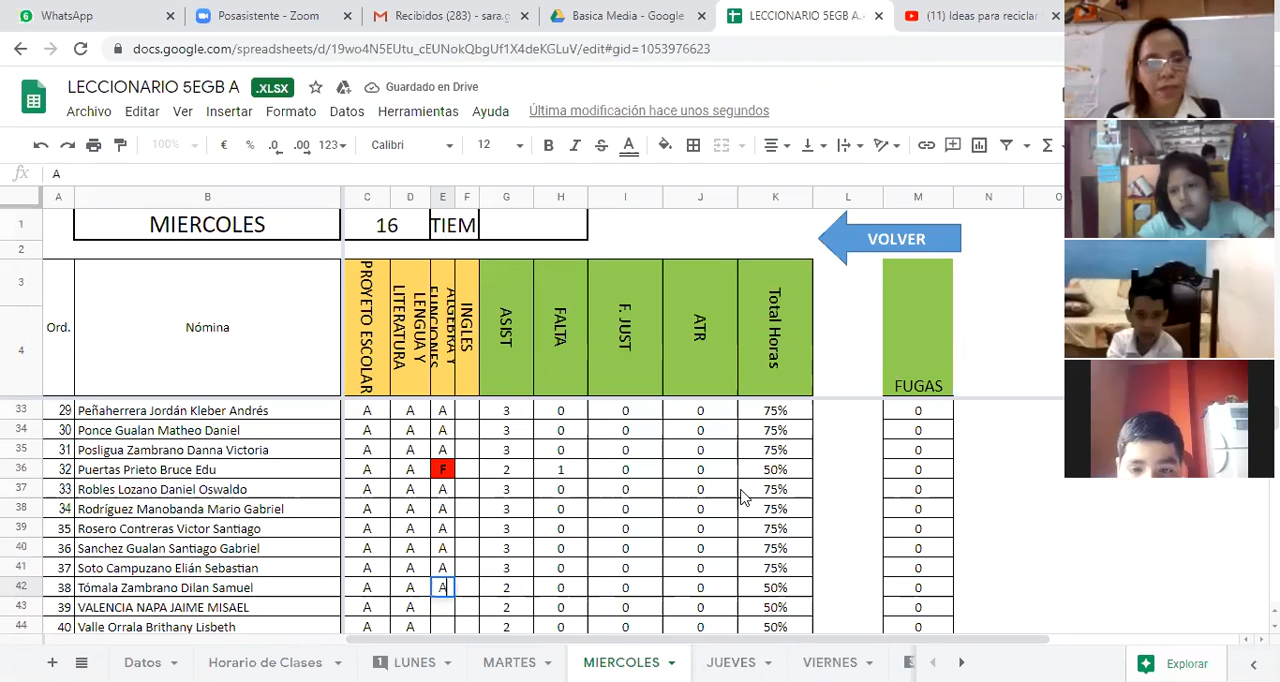 WhatsApp × Posasistente - Zoom × Recibidos (283) - sara.g × Basica Media - Google × LECCIONARIO 5EGB A. × (11) Ideas para reciclar ×
docs.google.com/spreadsheets/d/19wo4N5EUtu_cEUNokQbgUf1X4deKGLuV/edit#gid=1053976623
LECCIONARIO 5EGB A .XLSX Guardado en Drive
Archivo Editar Ver Insertar Formato Datos Herramientas Ayuda Última modificación hace unos segundos
100% € % .0 .00 123 Calibri 12 B I S A Σ
fx A
A B C D E F G H I J K L M N O
1 MIERCOLES 16 TIEM VOLVER
2
3
4 Ord. Nómina PROYETO ESCOLAR LENGUA Y LITERATURA INGLES ASIST FALTA F. JUST ATR Total Horas FUGAS
33 29 Peñaherrera Jordán Kleber Andrés A A A 3 0 0 0 75% 0
34 30 Ponce Gualan Matheo Daniel A A A 3 0 0 0 75% 0
35 31 Posligua Zambrano Danna Victoria A A A 3 0 0 0 75% 0
36 32 Puertas Prieto Bruce Edu A A F 2 1 0 0 50% 0
37 33 Robles Lozano Daniel Oswaldo A A A 3 0 0 0 75% 0
38 34 Rodríguez Manobanda Mario Gabriel A A A 3 0 0 0 75% 0
39 35 Rosero Contreras Victor Santiago A A A 3 0 0 0 75% 0
40 36 Sanchez Gualan Santiago Gabriel A A A 3 0 0 0 75% 0
41 37 Soto Campuzano Elián Sebastian A A A 3 0 0 0 75% 0
42 38 Tómala Zambrano Dilan Samuel A A A 2 0 0 0 50% 0
43 39 VALENCIA NAPA JAIME MISAEL A A 2 0 0 0 50% 0
44 40 Valle Orrala Brithany Lisbeth A A 2 0 0 0 50% 0
+ Datos Horario de Clases 1 LUNES MARTES MIERCOLES JUEVES VIERNES Explorar